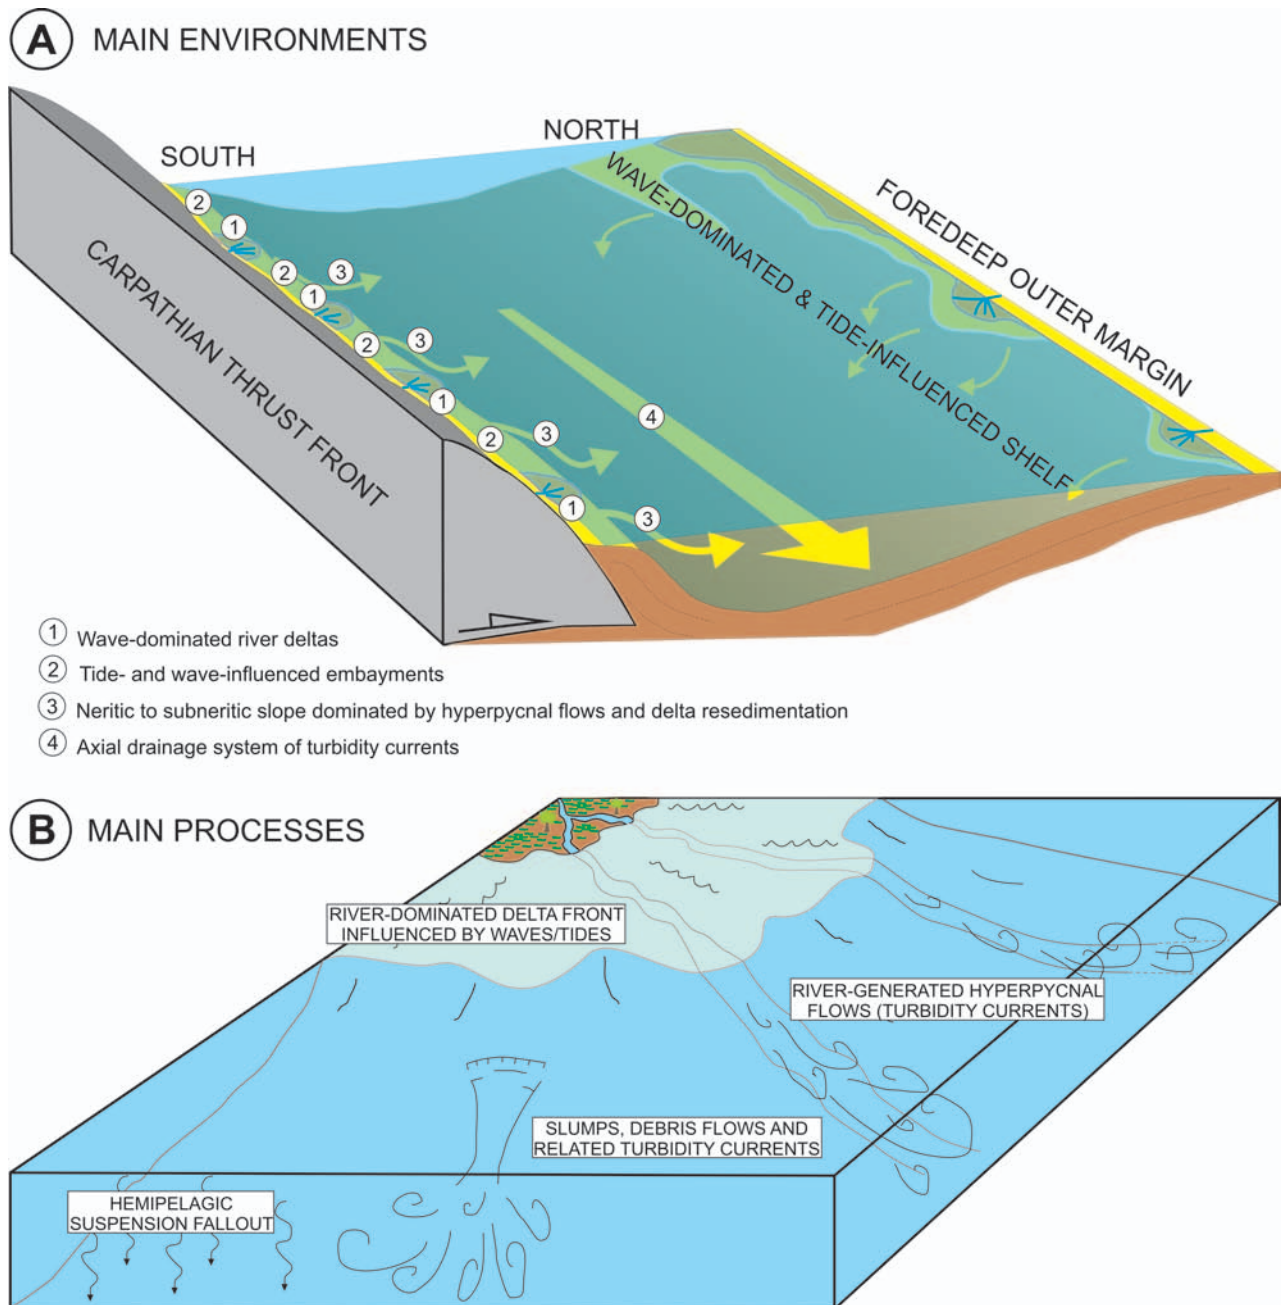 A MAIN ENVIRONMENTS
NORTH
SOUTH
WAVE-DOMINATED & TIDE-INFLUENCED SHELF
FOREDEEP OUTER MARGIN
CARPATHIAN THRUST FRONT
2
1
2
3
1
2
3
1
2
3
4
1
3
1 Wave-dominated river deltas
2 Tide- and wave-influenced embayments
3 Neritic to subneritic slope dominated by hyperpycnal flows and delta resedimentation
4 Axial drainage system of turbidity currents
B MAIN PROCESSES
RIVER-DOMINATED DELTA FRONT
INFLUENCED BY WAVES/TIDES
RIVER-GENERATED HYPERPYCNAL
FLOWS (TURBIDITY CURRENTS)
SLUMPS, DEBRIS FLOWS AND
RELATED TURBIDITY CURRENTS
HEMIPELAGIC
SUSPENSION FALLOUT